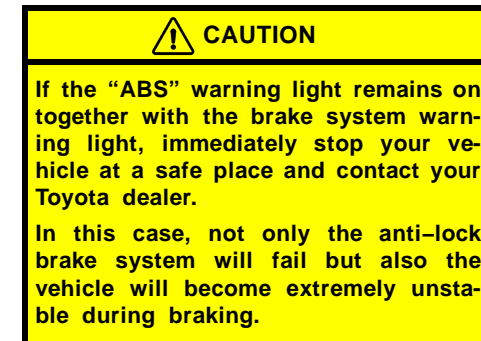 CAUTION
If the “ABS” warning light remains on
together with the brake system warn-
ing light, immediately stop your ve-
hicle at a safe place and contact your
Toyota dealer.
In this case, not only the anti–lock
brake system will fail but also the
vehicle will become extremely unsta-
ble during braking.